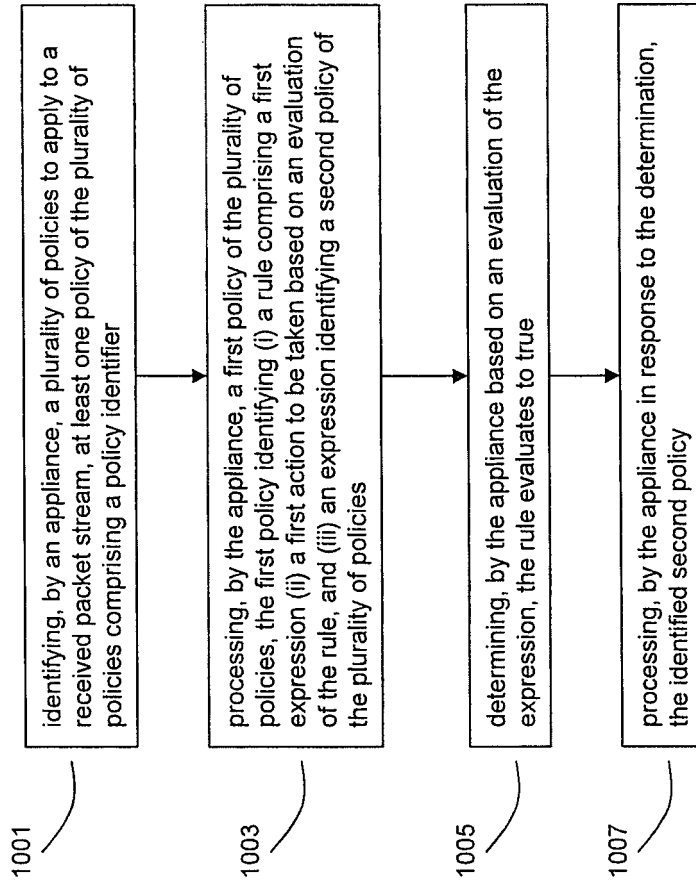 1001
identifying, by an appliance, a plurality of policies to apply to a
received packet stream, at least one policy of the plurality of
policies comprising a policy identifier
1003
processing, by the appliance, a first policy of the plurality of
policies, the first policy identifying (i) a rule comprising a first
expression (ii) a first action to be taken based on an evaluation
of the rule, and (iii) an expression identifying a second policy of
the plurality of policies
1005
determining, by the appliance based on an evaluation of the
expression, the rule evaluates to true
1007
processing, by the appliance in response to the determination,
the identified second policy